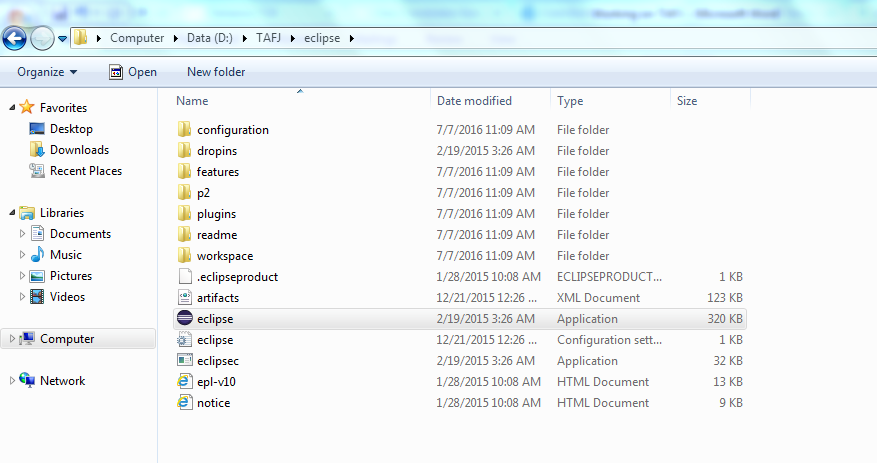 Computer Data (D:) TAFJ eclipse
Organize Open New folder
Name Date modified Type Size
Favorites
Desktop
Downloads
Recent Places
Libraries
Documents
Music
Pictures
Videos
Computer
Network
configuration 7/7/2016 11:09 AM File folder
dropins 2/19/2015 3:26 AM File folder
features 7/7/2016 11:09 AM File folder
p2 7/7/2016 11:09 AM File folder
plugins 7/7/2016 11:09 AM File folder
readme 7/7/2016 11:09 AM File folder
workspace 7/7/2016 11:09 AM File folder
.eclipseproduct 1/28/2015 10:08 AM ECLIPSEPRODUCT... 1 KB
artifacts 12/21/2015 12:26 ... XML Document 123 KB
eclipse 2/19/2015 3:26 AM Application 320 KB
eclipse 12/21/2015 12:26 ... Configuration sett... 1 KB
eclipsec 2/19/2015 3:26 AM Application 32 KB
epl-v10 1/28/2015 10:08 AM HTML Document 13 KB
notice 1/28/2015 10:08 AM HTML Document 9 KB